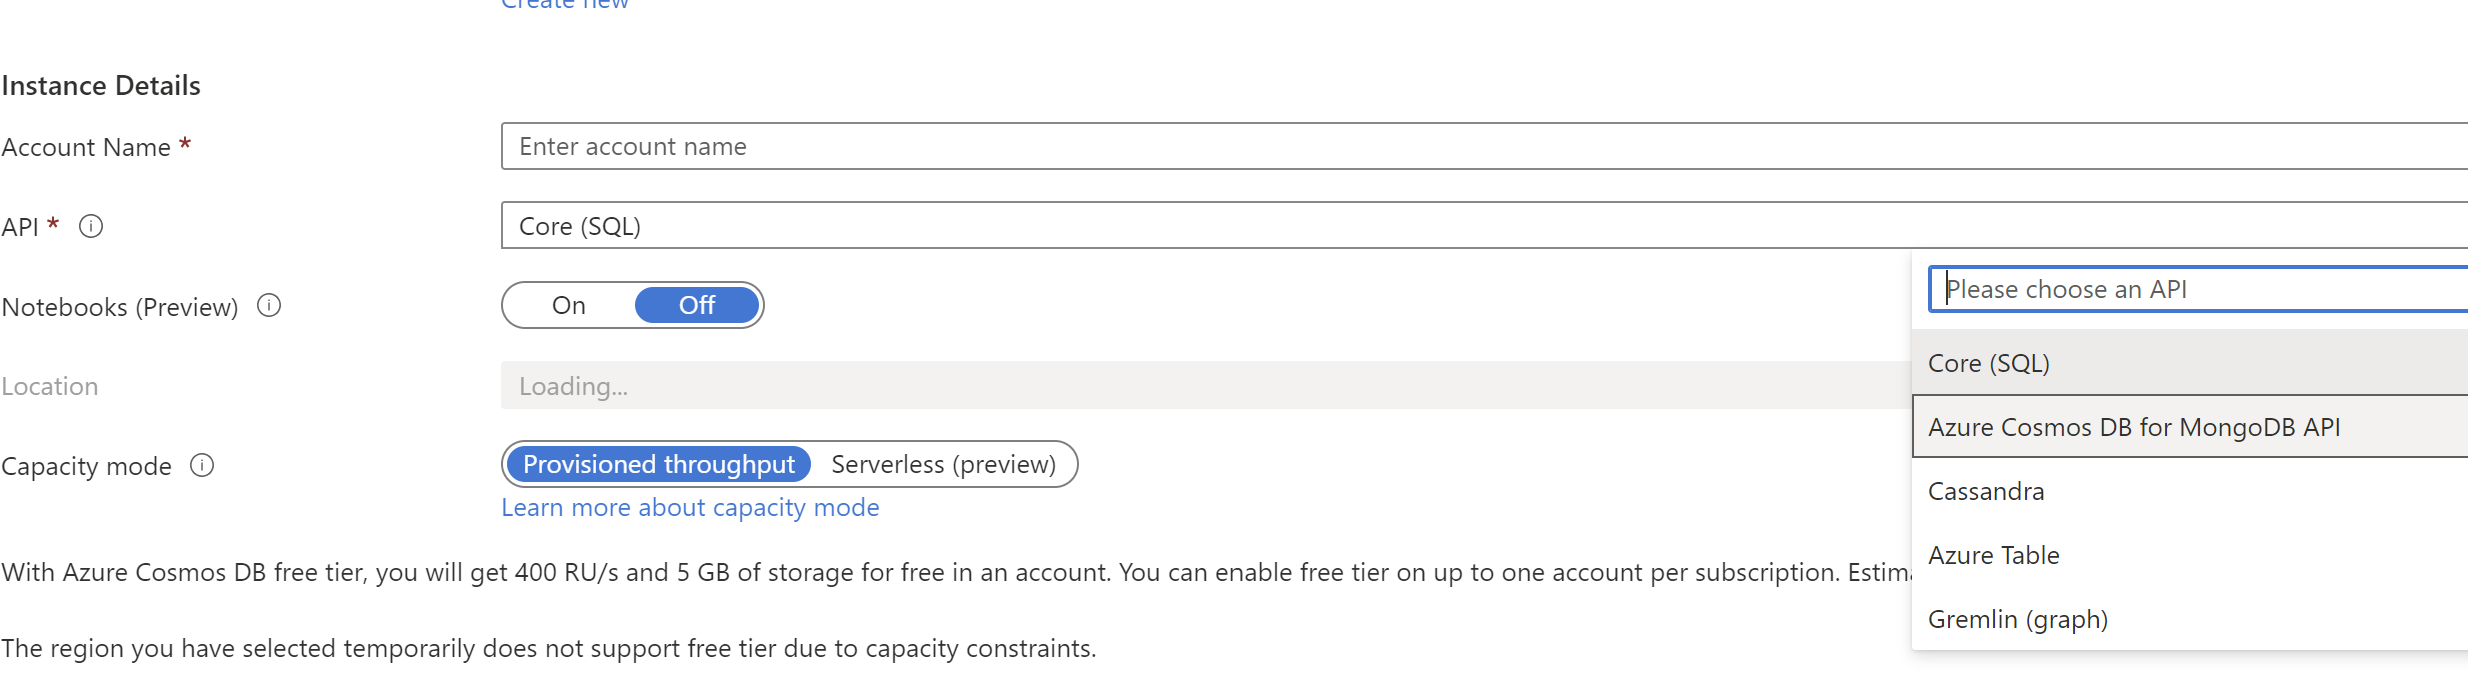 Create new
Instance Details
Account Name *
Enter account name
API *
Core (SQL)
Notebooks (Preview)
On
Off
Location
Loading...
Capacity mode
Provisioned throughput
Serverless (preview)
Learn more about capacity mode
With Azure Cosmos DB free tier, you will get 400 RU/s and 5 GB of storage for free in an account. You can enable free tier on up to one account per subscription. Estima
The region you have selected temporarily does not support free tier due to capacity constraints.
Please choose an API
Core (SQL)
Azure Cosmos DB for MongoDB API
Cassandra
Azure Table
Gremlin (graph)